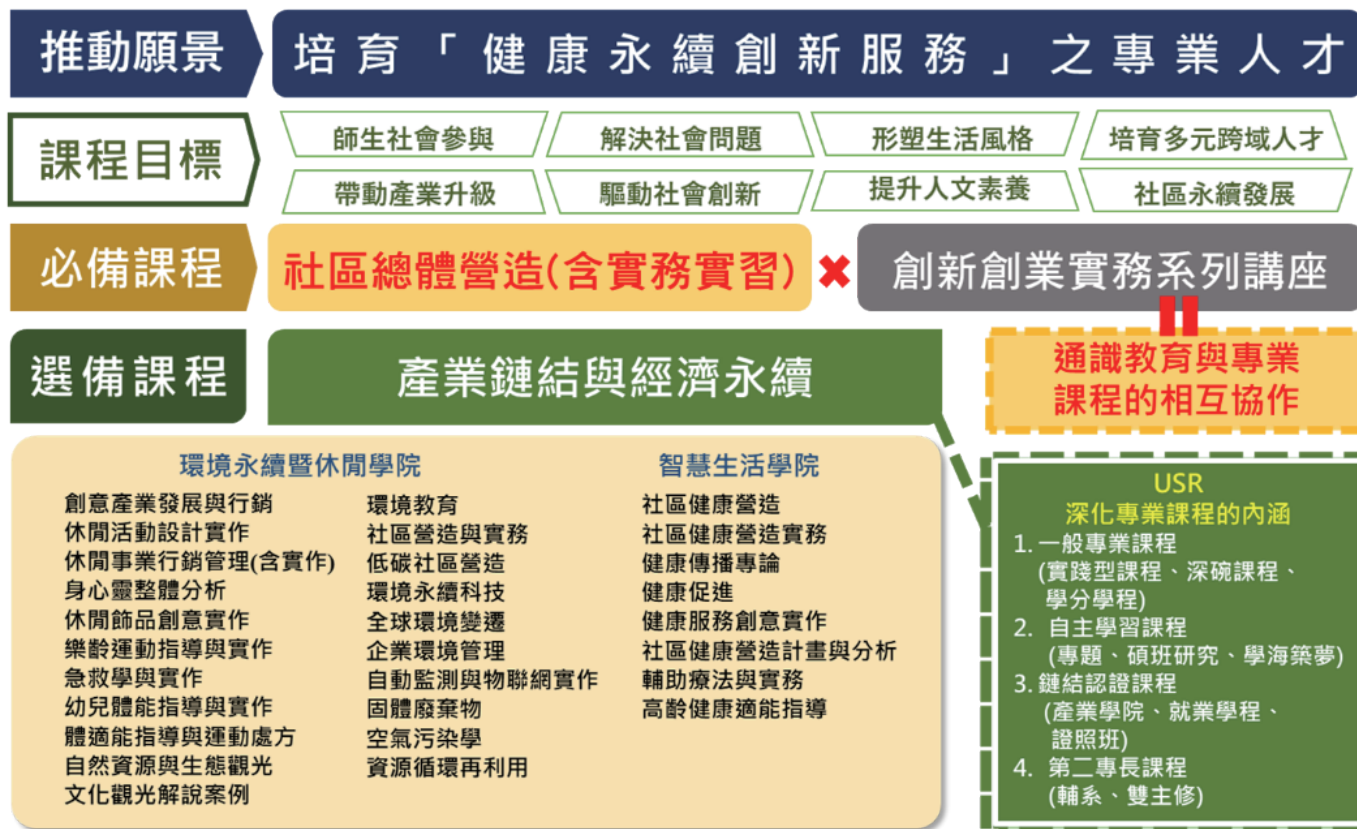 推動願景
培育「健康永續創新服務」之專業人才
課程目標
師生社會參與
解決社會問題
形塑生活風格
培育多元跨域人才
帶動產業升級
驅動社會創新
提升人文素養
社區永續發展
必備課程
社區總體營造(含實務實習)
✖
創新創業實務系列講座
選備課程
產業鏈結與經濟永續
通識教育與專業
課程的相互協作
環境永續暨休閒學院
創意產業發展與行銷
休閒活動設計實作
休閒事業行銷管理(含實作)
身心靈整體分析
休閒飾品創意實作
樂齡運動指導與實作
急救學與實作
幼兒體能指導與實作
體適能指導與運動處方
自然資源與生態觀光
文化觀光解說案例
環境教育
社區營造與實務
低碳社區營造
環境永續科技
全球環境變遷
企業環境管理
自動監測與物聯網實作
固體廢棄物
空氣污染學
資源循環再利用
智慧生活學院
社區健康營造
社區健康營造實務
健康傳播專論
健康促進
健康服務創意實作
社區健康營造計畫與分析
輔助療法與實務
高齡健康適能指導
USR
深化專業課程的內涵
1. 一般專業課程
(實踐型課程、深碗課程、
學分學程)
2. 自主學習課程
(專題、碩班研究、學海築夢)
3. 鏈結認證課程
(產業學院、就業學程、
證照班)
4. 第二專長課程
(輔系、雙主修)